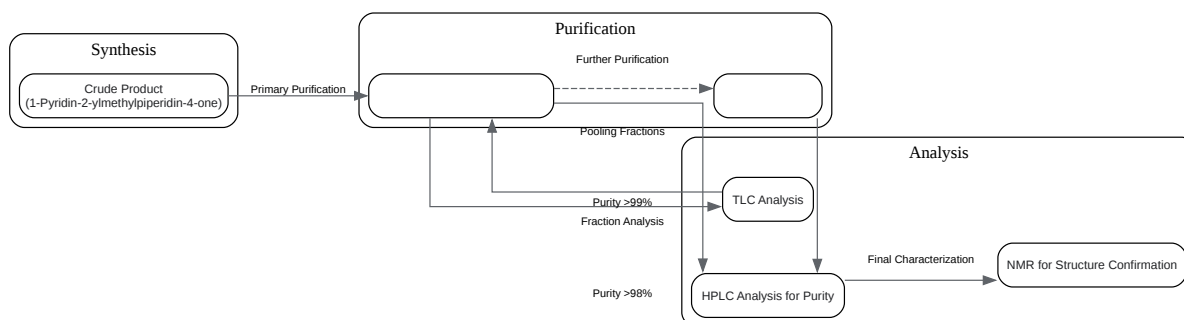 Purification
Synthesis
Further Purification
Crude Product
(1-Pyridin-2-ylmethylpiperidin-4-one)
Primary Purification
Pooling Fractions
Analysis
TLC Analysis
Purity >99%
Fraction Analysis
Final Characterization
NMR for Structure Confirmation
Purity >98%
HPLC Analysis for Purity